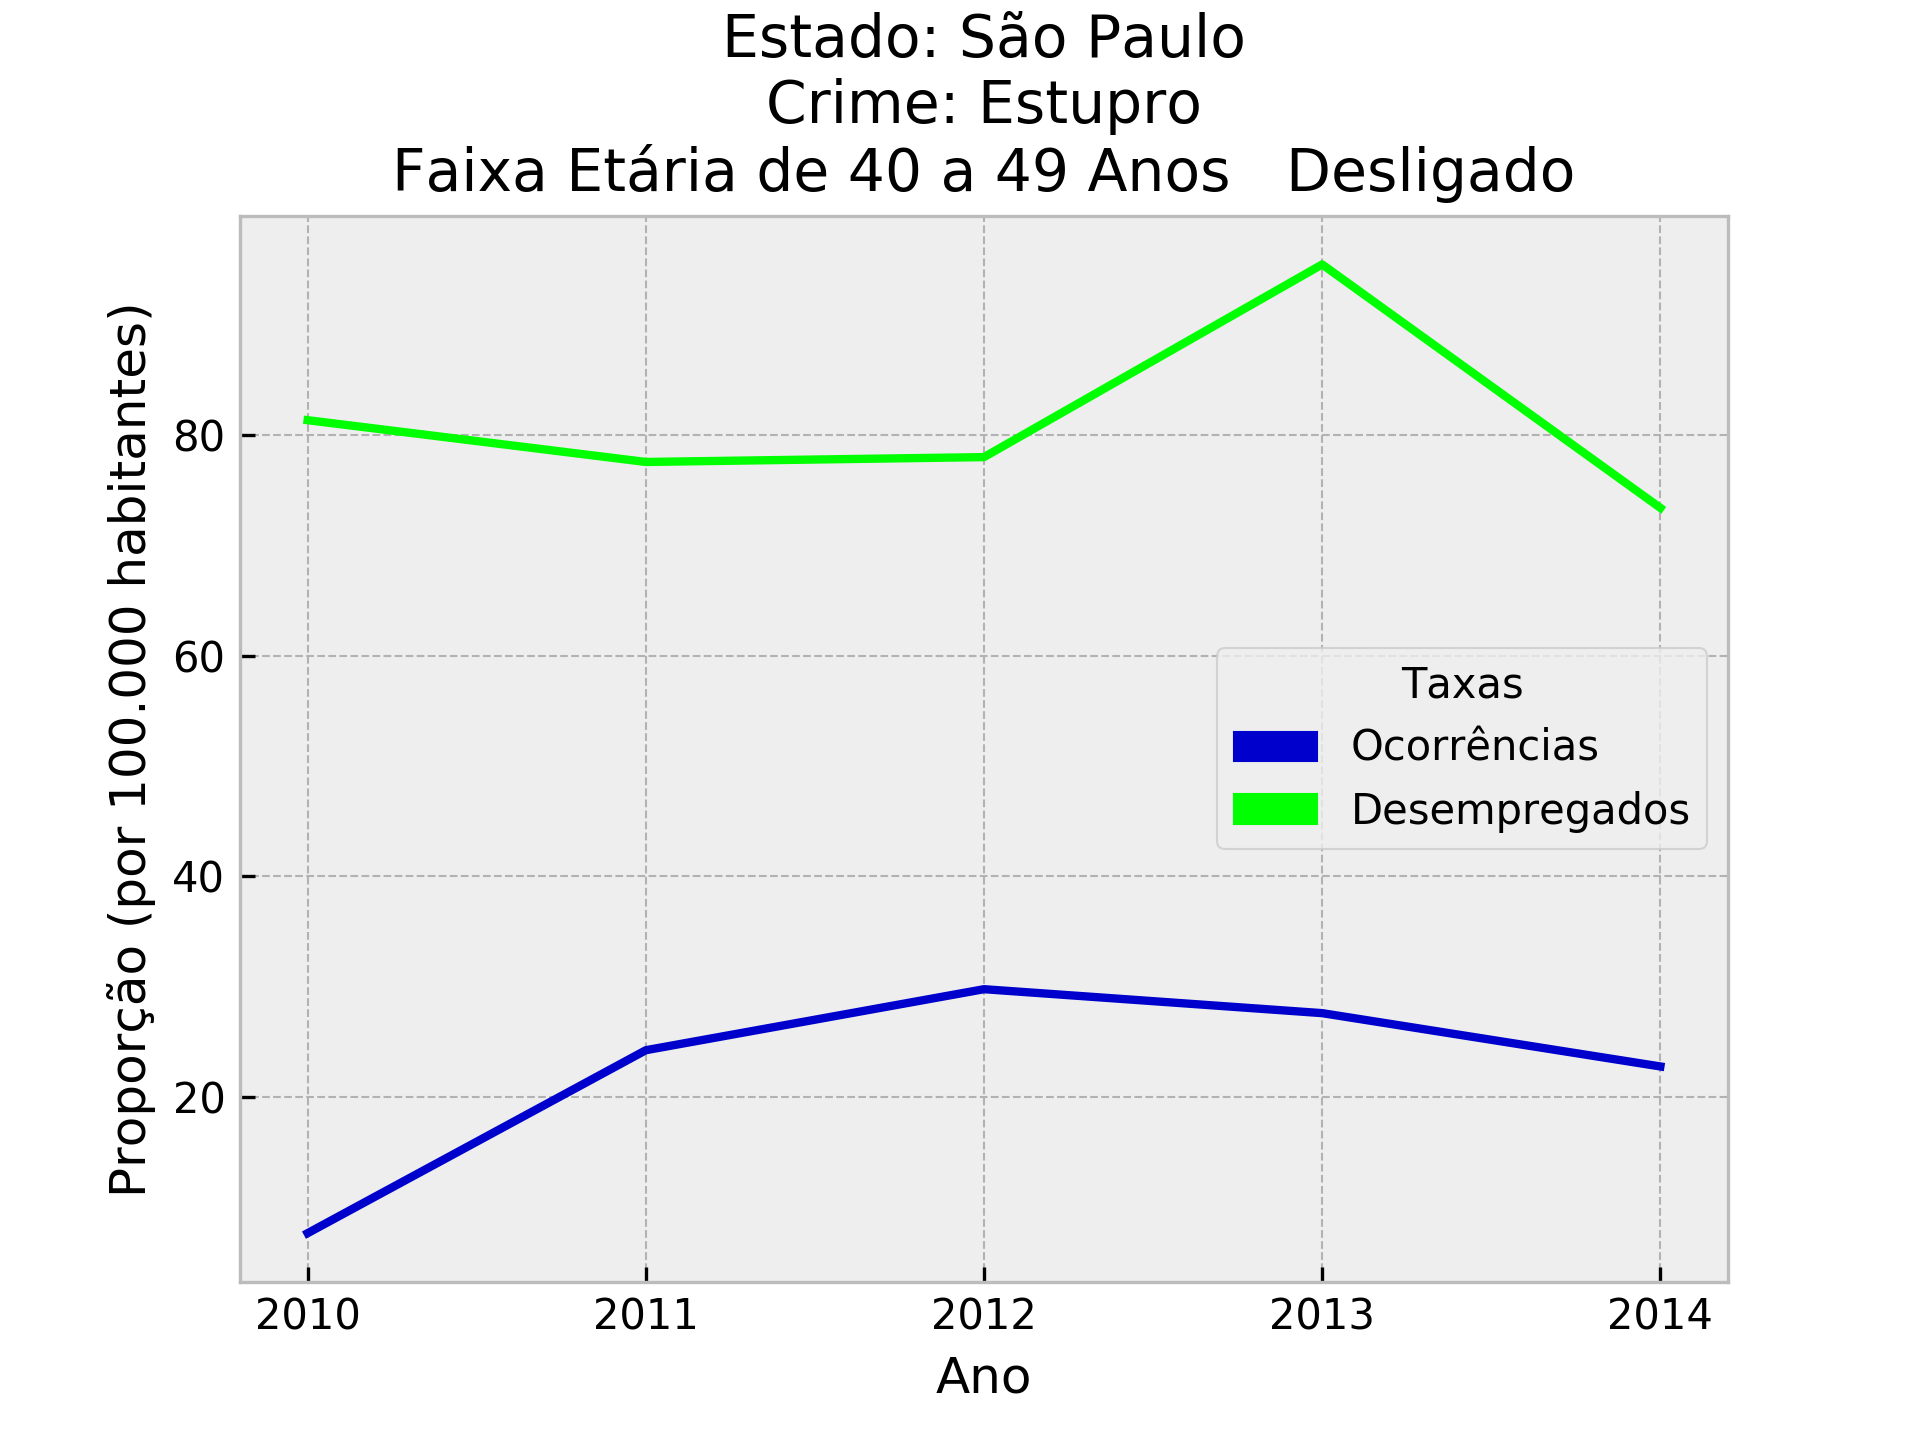 Estado: São Paulo
Crime: Estupro
Faixa Etária de 40 a 49 Anos   Desligado
Proporção (por 100.000 habitantes)
80
60
40
20
Taxas
Ocorrências
Desempregados
2010
2011
2012
2013
2014
Ano